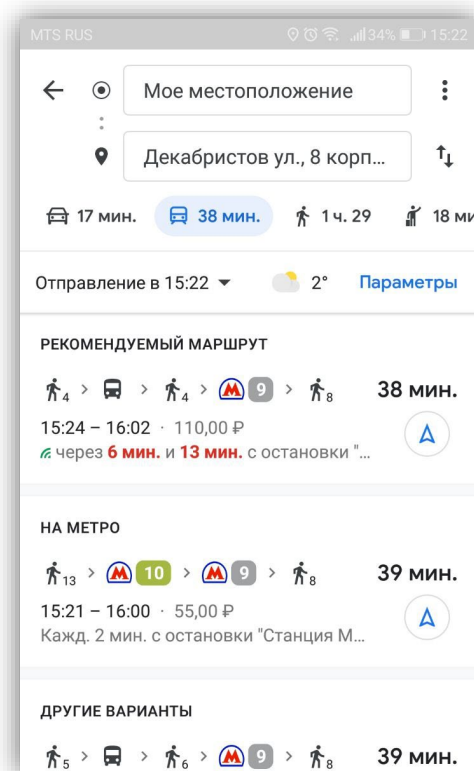 MTS RUS 34% 15:22
Мое местоположение
Декабристов ул., 8 корп...
17 мин. 38 мин. 1 ч. 29 18 ми
Отправление в 15:22 2° Параметры
РЕКОМЕНДУЕМЫЙ МАРШРУТ
4 > > 4 > М 9 > 8 38 мин.
15:24 – 16:02 · 110,00 ₽
через 6 мин. и 13 мин. с остановки "...
НА МЕТРО
13 > М 10 > М 9 > 8 39 мин.
15:21 – 16:00 · 55,00 ₽
Кажд. 2 мин. с остановки "Станция М...
ДРУГИЕ ВАРИАНТЫ
5 > > 6 > М 9 > 8 39 мин.